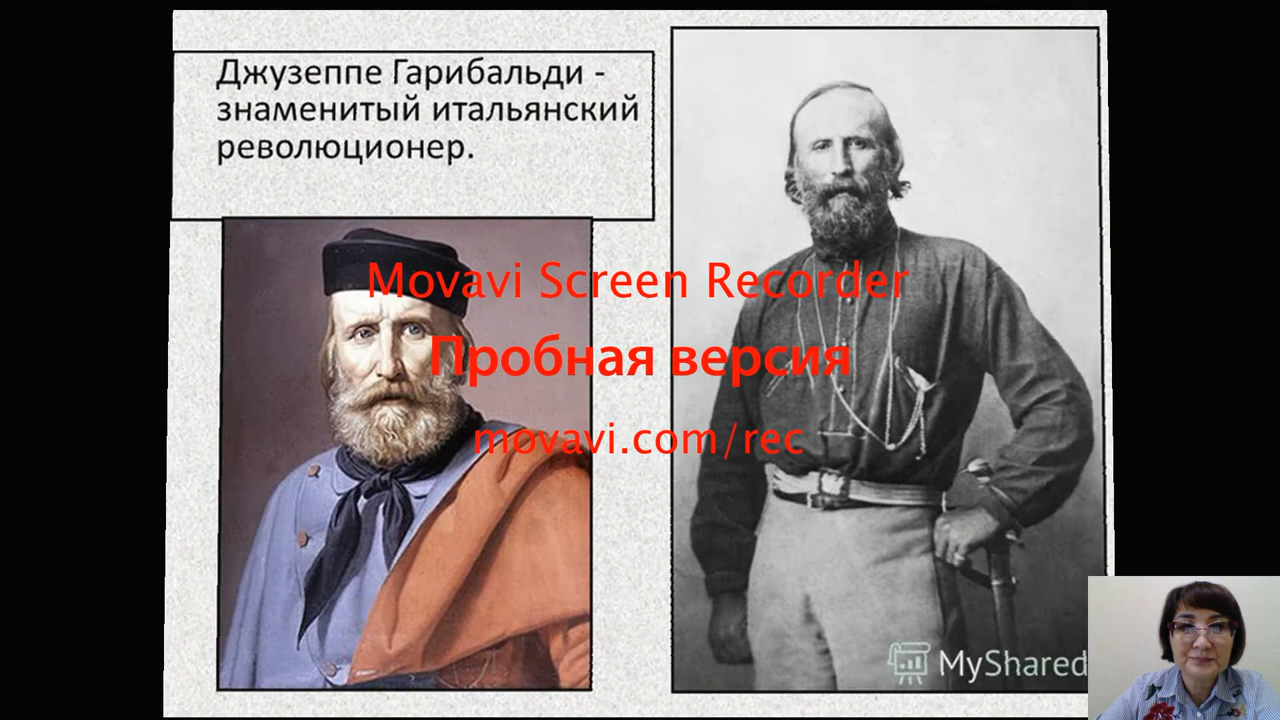 Джузеппе Гарибальди -
знаменитый итальянский
революционер.
Movavi Screen Recorder
Пробная версия
movavi.com/rec
MyShared